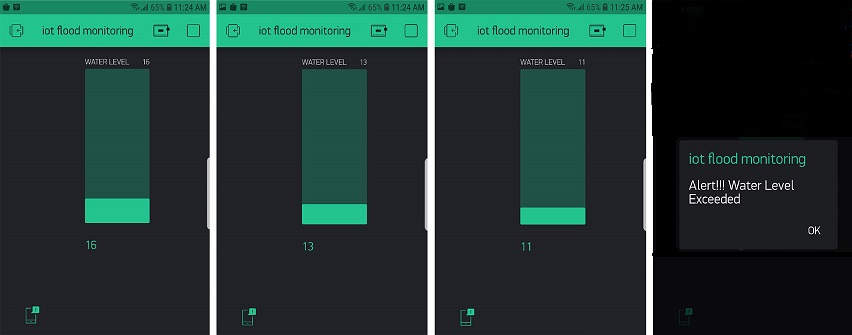 65% 11:24 AM
iot flood monitoring
WATER LEVEL 16
16
65% 11:24 AM
iot flood monitoring
WATER LEVEL 13
13
65% 11:25 AM
iot flood monitoring
WATER LEVEL 11
11
iot flood monitoring
Alert!!! Water Level
Exceeded
OK